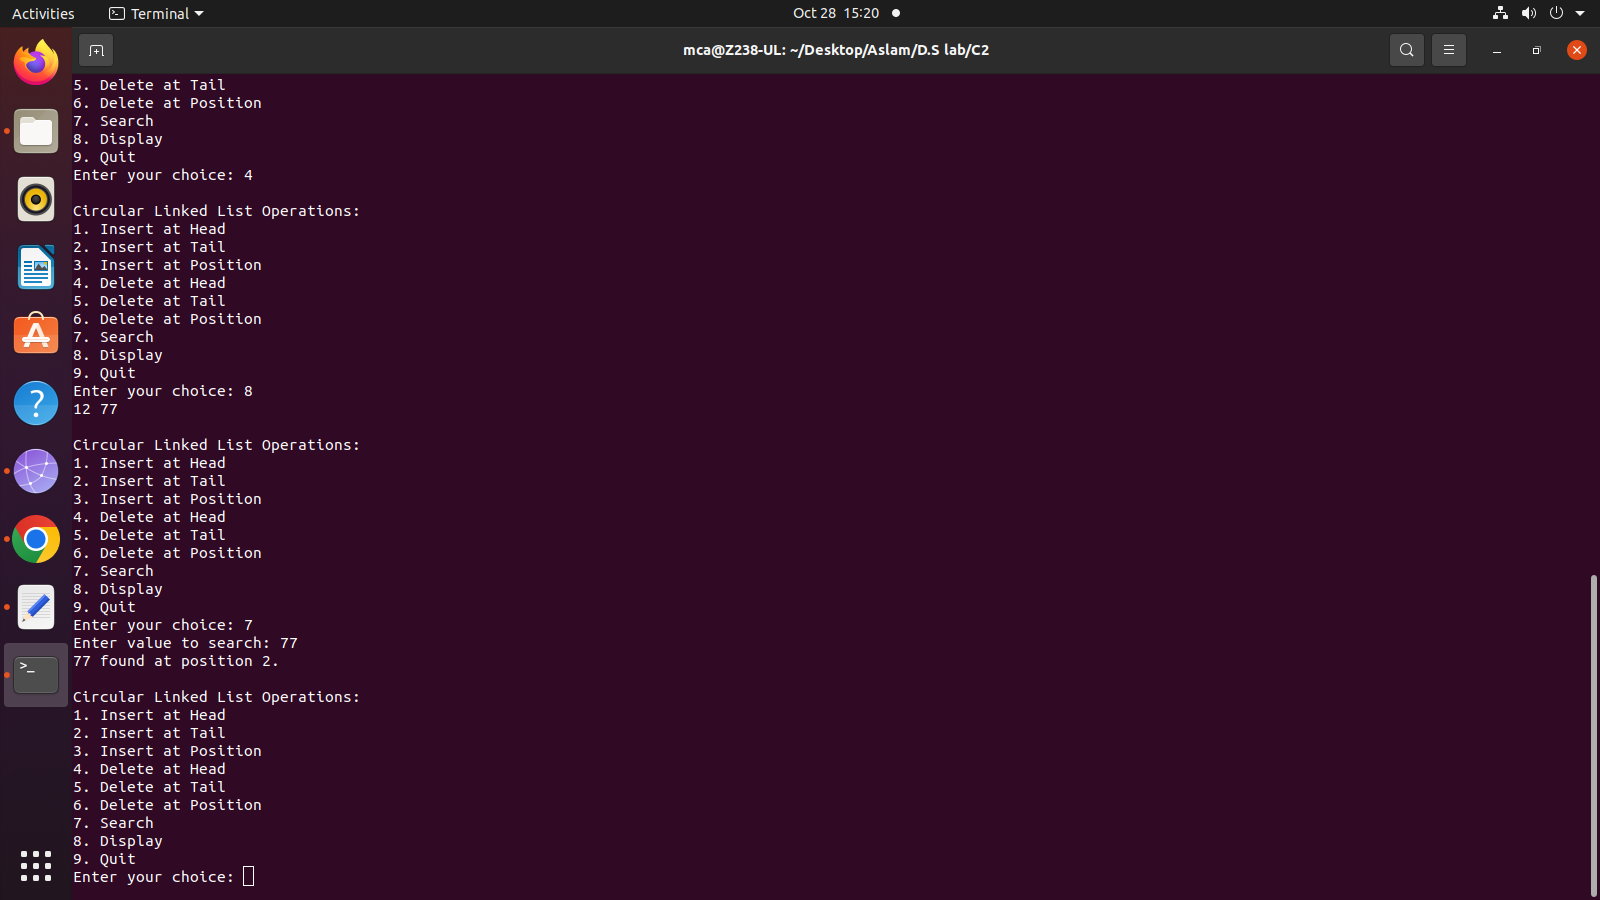 Activities
Terminal
Oct 28 15:20
mca@Z238-UL: ~/Desktop/Aslam/D.S lab/C2
5. Delete at Tail
6. Delete at Position
7. Search
8. Display
9. Quit
Enter your choice: 4
Circular Linked List Operations:
1. Insert at Head
2. Insert at Tail
3. Insert at Position
4. Delete at Head
5. Delete at Tail
6. Delete at Position
7. Search
8. Display
9. Quit
Enter your choice: 8
12 77
Circular Linked List Operations:
1. Insert at Head
2. Insert at Tail
3. Insert at Position
4. Delete at Head
5. Delete at Tail
6. Delete at Position
7. Search
8. Display
9. Quit
Enter your choice: 7
Enter value to search: 77
77 found at position 2.
Circular Linked List Operations:
1. Insert at Head
2. Insert at Tail
3. Insert at Position
4. Delete at Head
5. Delete at Tail
6. Delete at Position
7. Search
8. Display
9. Quit
Enter your choice: